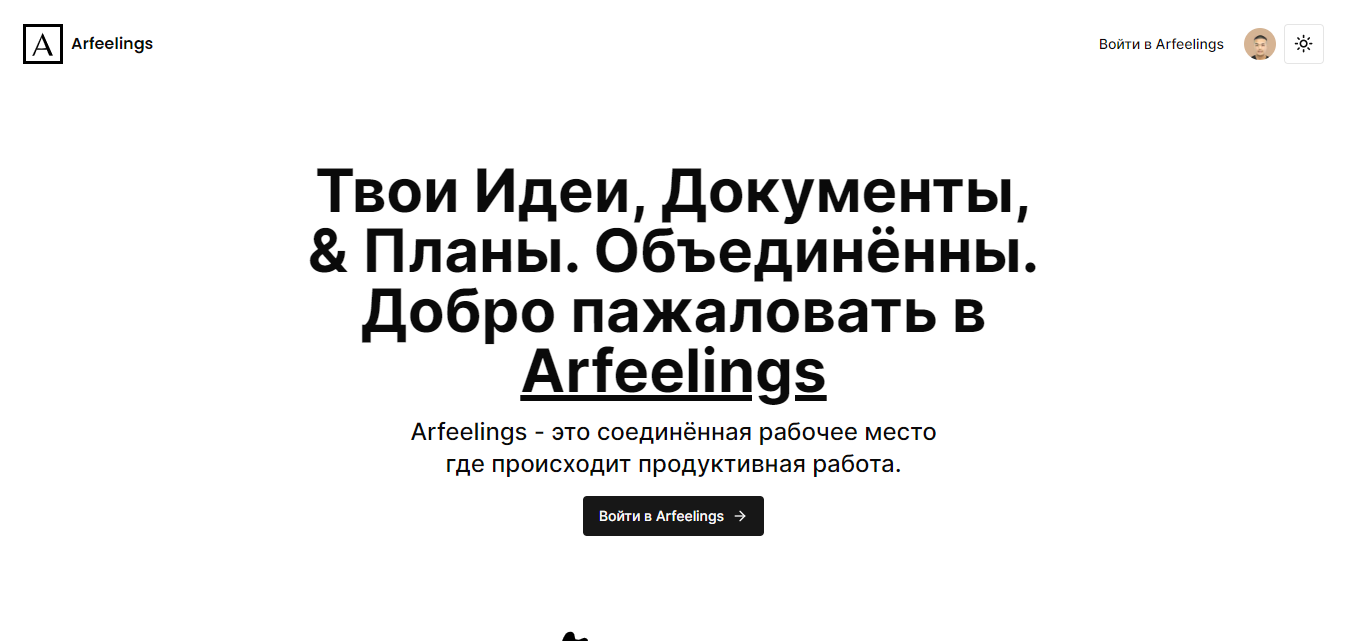 A
Arfeelings
Войти в Arfeelings
Твои Идеи, Документы,
& Планы. Объединённы.
Добро пажаловать в
Arfeelings
Arfeelings - это соединённая рабочее место
где происходит продуктивная работа.
Войти в Arfeelings →